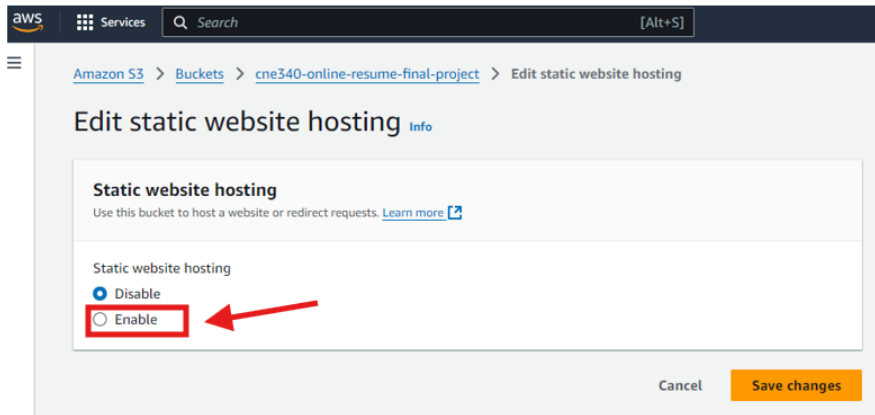 aws Services Search [Alt+S]
Amazon S3 > Buckets > cne340-online-resume-final-project > Edit static website hosting
Edit static website hosting Info
Static website hosting
Use this bucket to host a website or redirect requests. Learn more
Static website hosting
Disable
Enable
Cancel Save changes